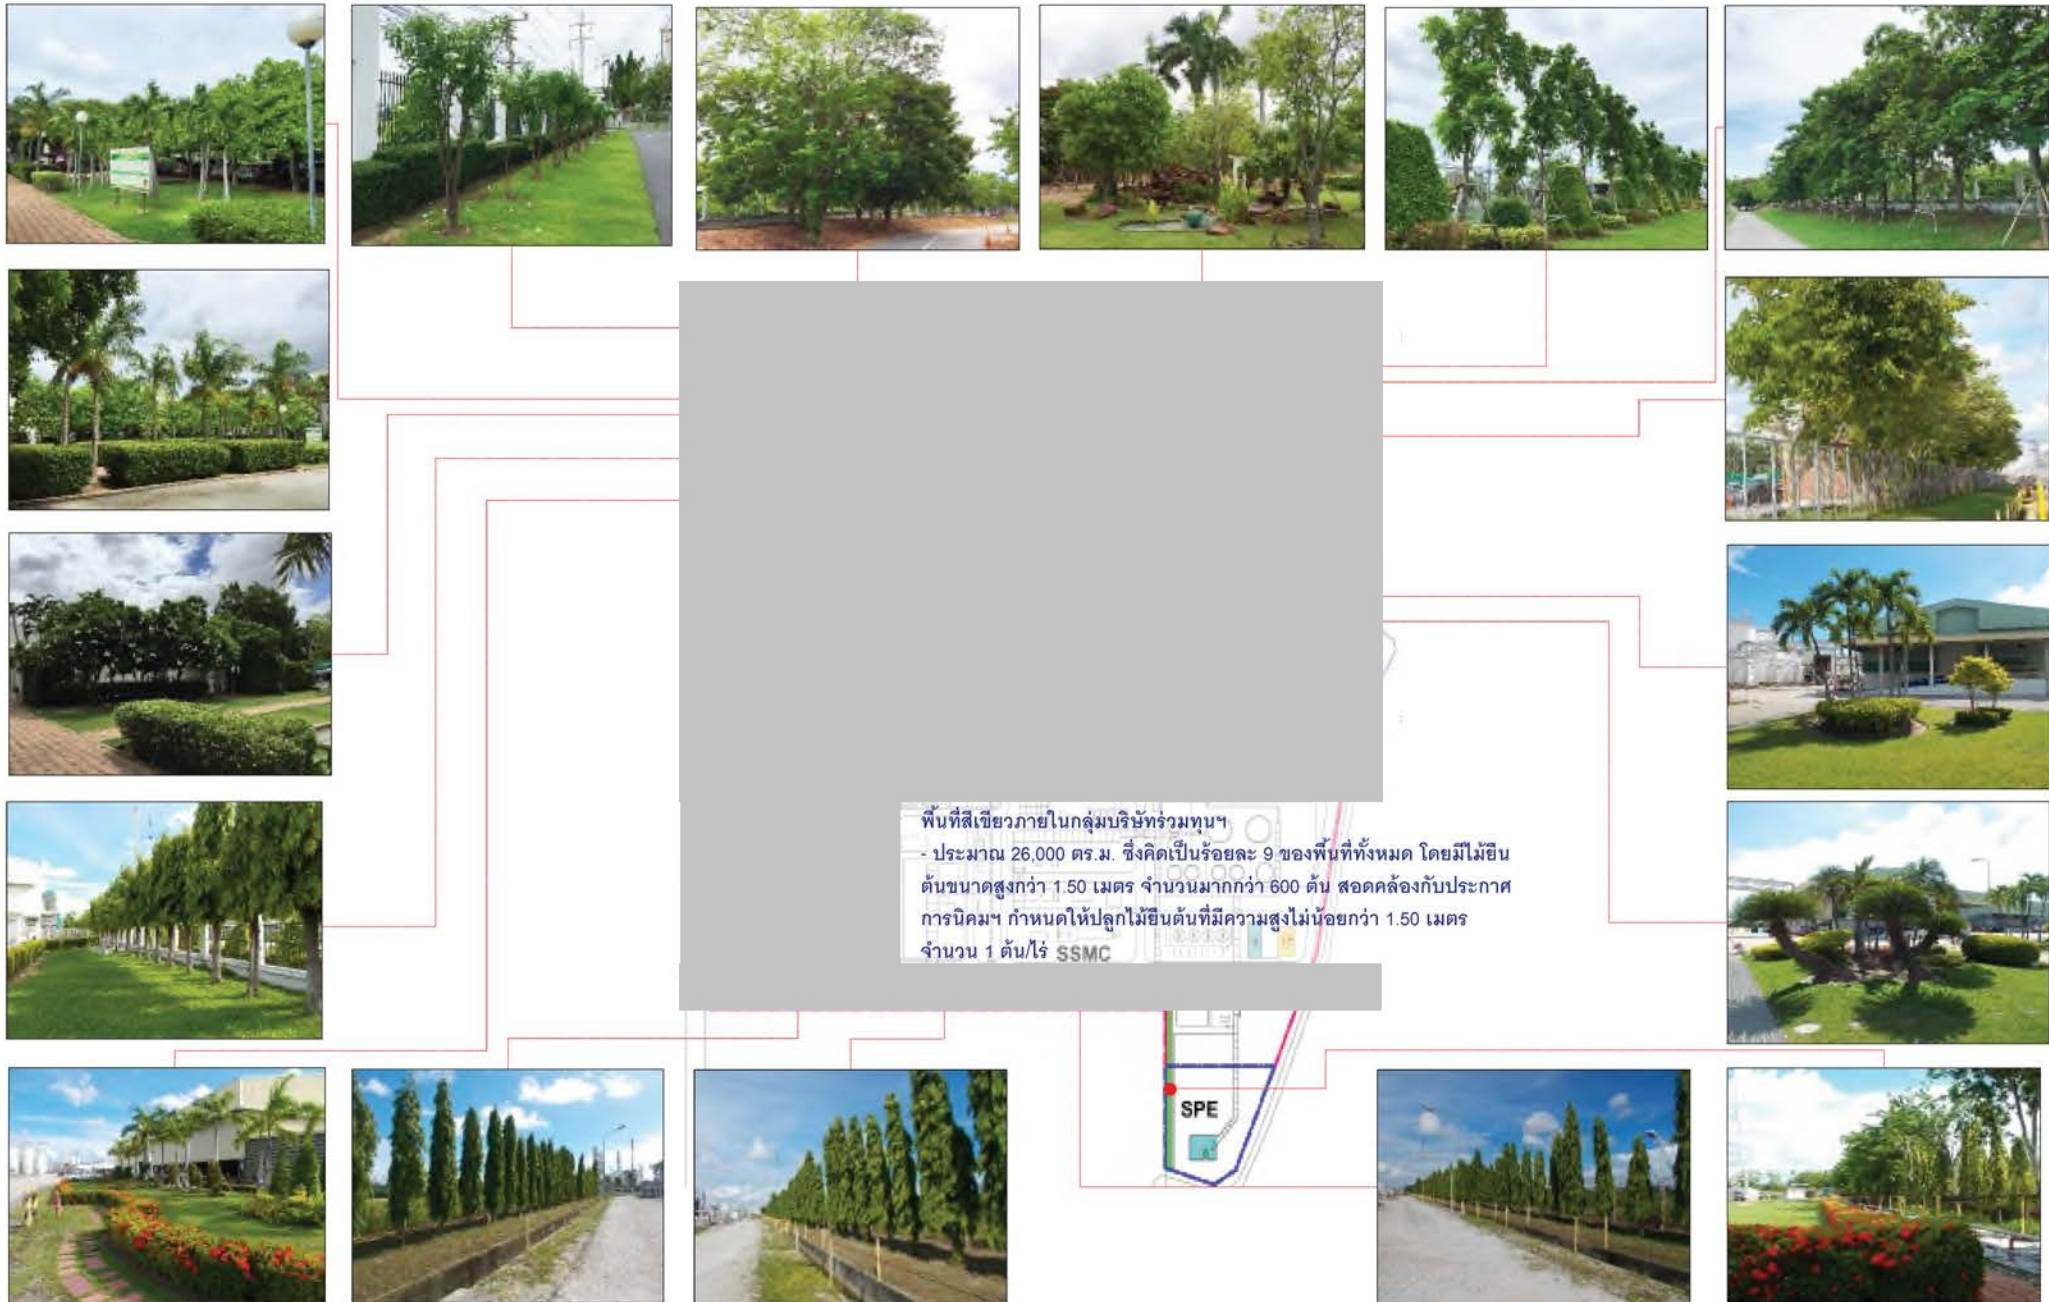 พื้นที่สีเขียวภายในกลุ่มบริษัทร่วมทุนฯ
- ประมาณ 26,000 ตร.ม. ซึ่งคิดเป็นร้อยละ 9 ของพื้นที่ทั้งหมด โดยมีไม้ยืน
ต้นขนาดสูงกว่า 1.50 เมตร จำนวนมากกว่า 600 ต้น สอดคล้องกับประกาศ
การนิคมฯ กำหนดให้ปลูกไม้ยืนต้นที่มีความสูงไม่น้อยกว่า 1.50 เมตร
จำนวน 1 ต้น/ไร่
SSMC
SPE